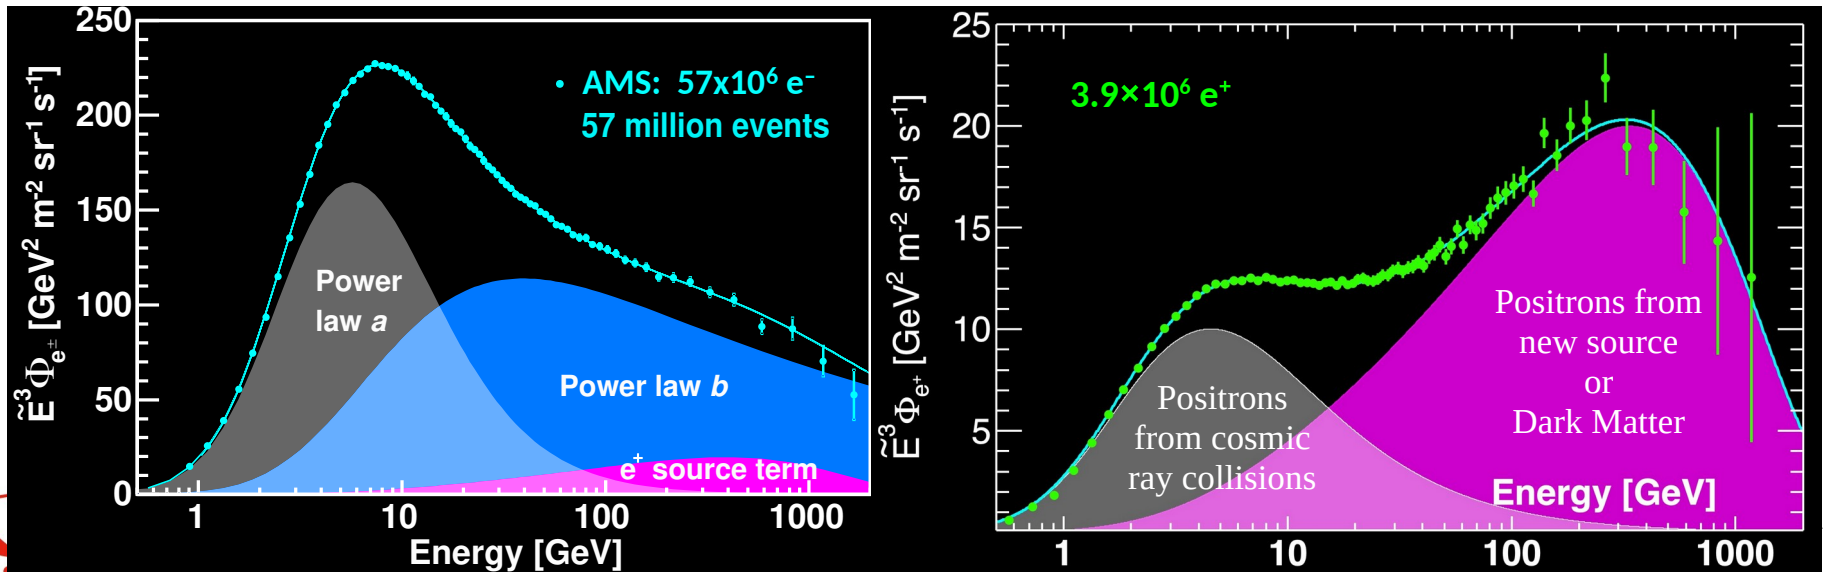 250
200
150
100
50
0
Ẽ³Φe± [GeV² m⁻² sr⁻¹ s⁻¹]
• AMS: 57x10⁶ e⁻
57 million events
Power
law a
Power law b
e⁺ source term
1 10 100 1000
Energy [GeV]
25
20
15
10
5
Ẽ³Φe⁺ [GeV² m⁻² sr⁻¹ s⁻¹]
3.9×10⁶ e⁺
Positrons
from cosmic
ray collisions
Positrons from
new source
or
Dark Matter
Energy [GeV]
1 10 100 1000